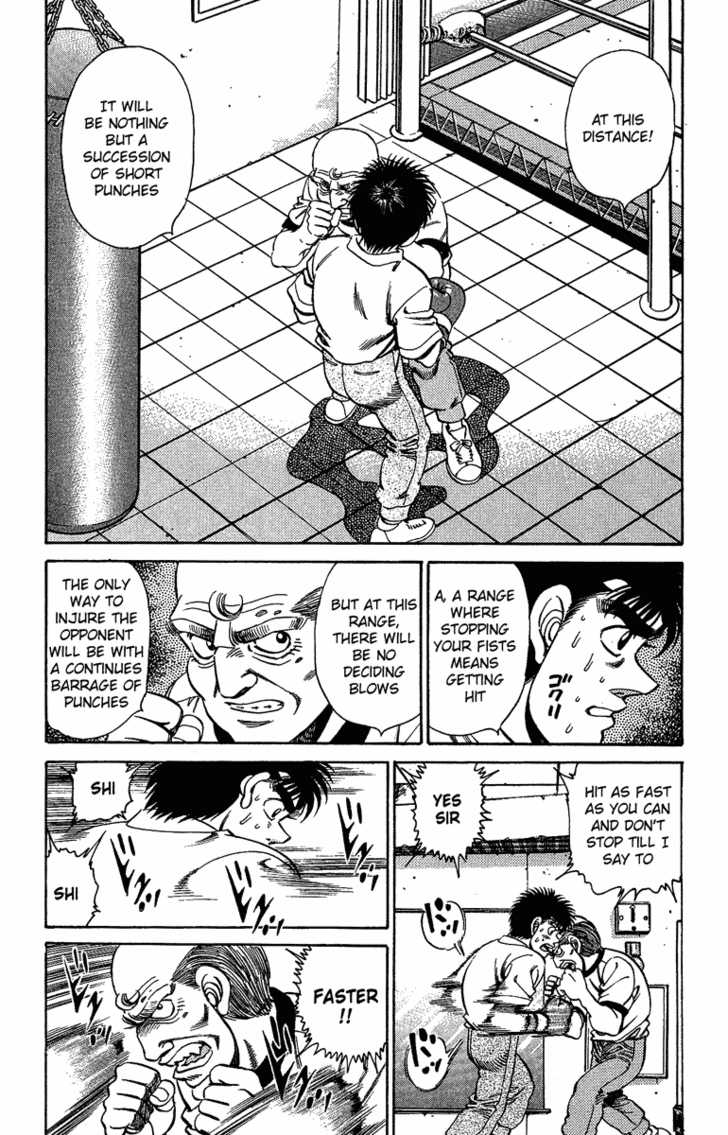 AT THIS
DISTANCE!
IT WILL
BE NOTHING
BUT A
SUCCESSION
OF SHORT
PUNCHES
A, A RANGE
WHERE
STOPPING
YOUR FISTS
MEANS
GETTING
HIT
ゴクリ
BUT AT THIS
RANGE,
THERE WILL
BE NO
DECIDING
BLOWS
THE ONLY
WAY TO
INJURE THE
OPPONENT
WILL BE WITH
A CONTINUES
BARRAGE OF
PUNCHES
HIT AS FAST
AS YOU CAN
AND DON'T
STOP TILL I
SAY TO
YES
SIR
SHI
SHI
FASTER
!!